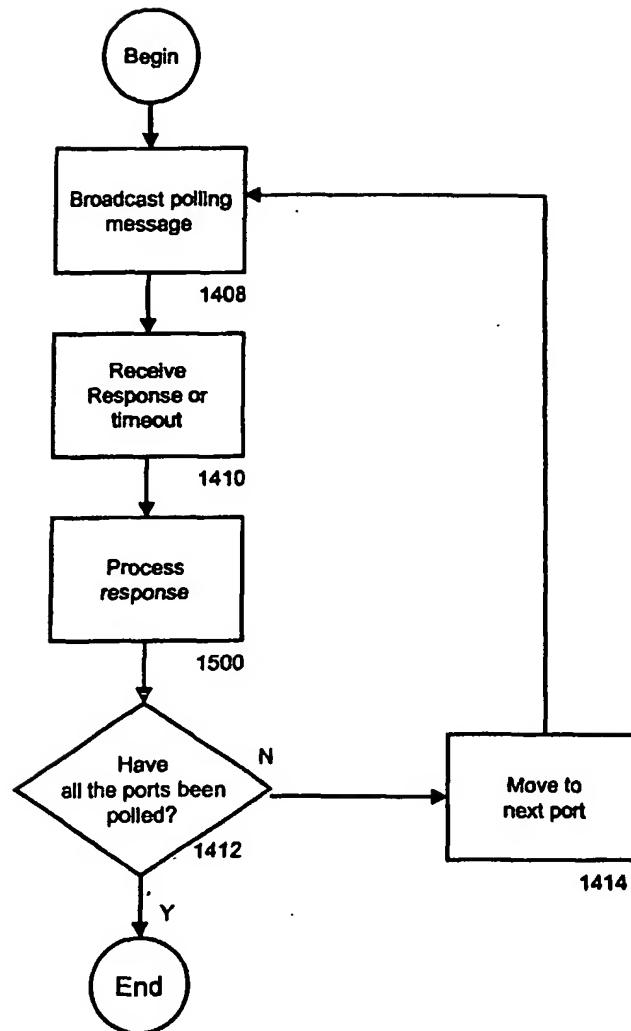 Begin
Broadcast polling
message
1408
Receive
Response or
timeout
1410
Process
response
1500
Have
all the ports been
polled?
N
1412
Y
Move to
next port
1414
End